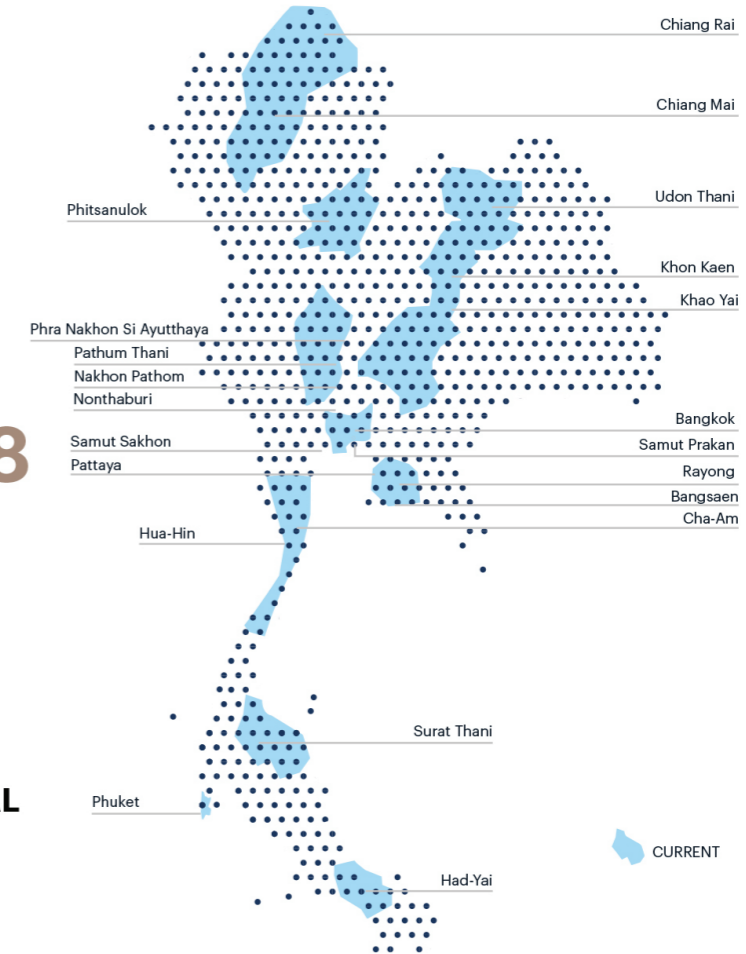 Chiang Rai
Chiang Mai
Udon Thani
Phitsanulok
Khon Kaen
Khao Yai
Phra Nakhon Si Ayutthaya
Pathum Thani
Nakhon Pathom
Nonthaburi
Bangkok
8
Samut Sakhon
Samut Prakan
Pattaya
Rayong
Bangsaen
Cha-Am
Hua-Hin
Surat Thani
Phuket
CURRENT
Had-Yai